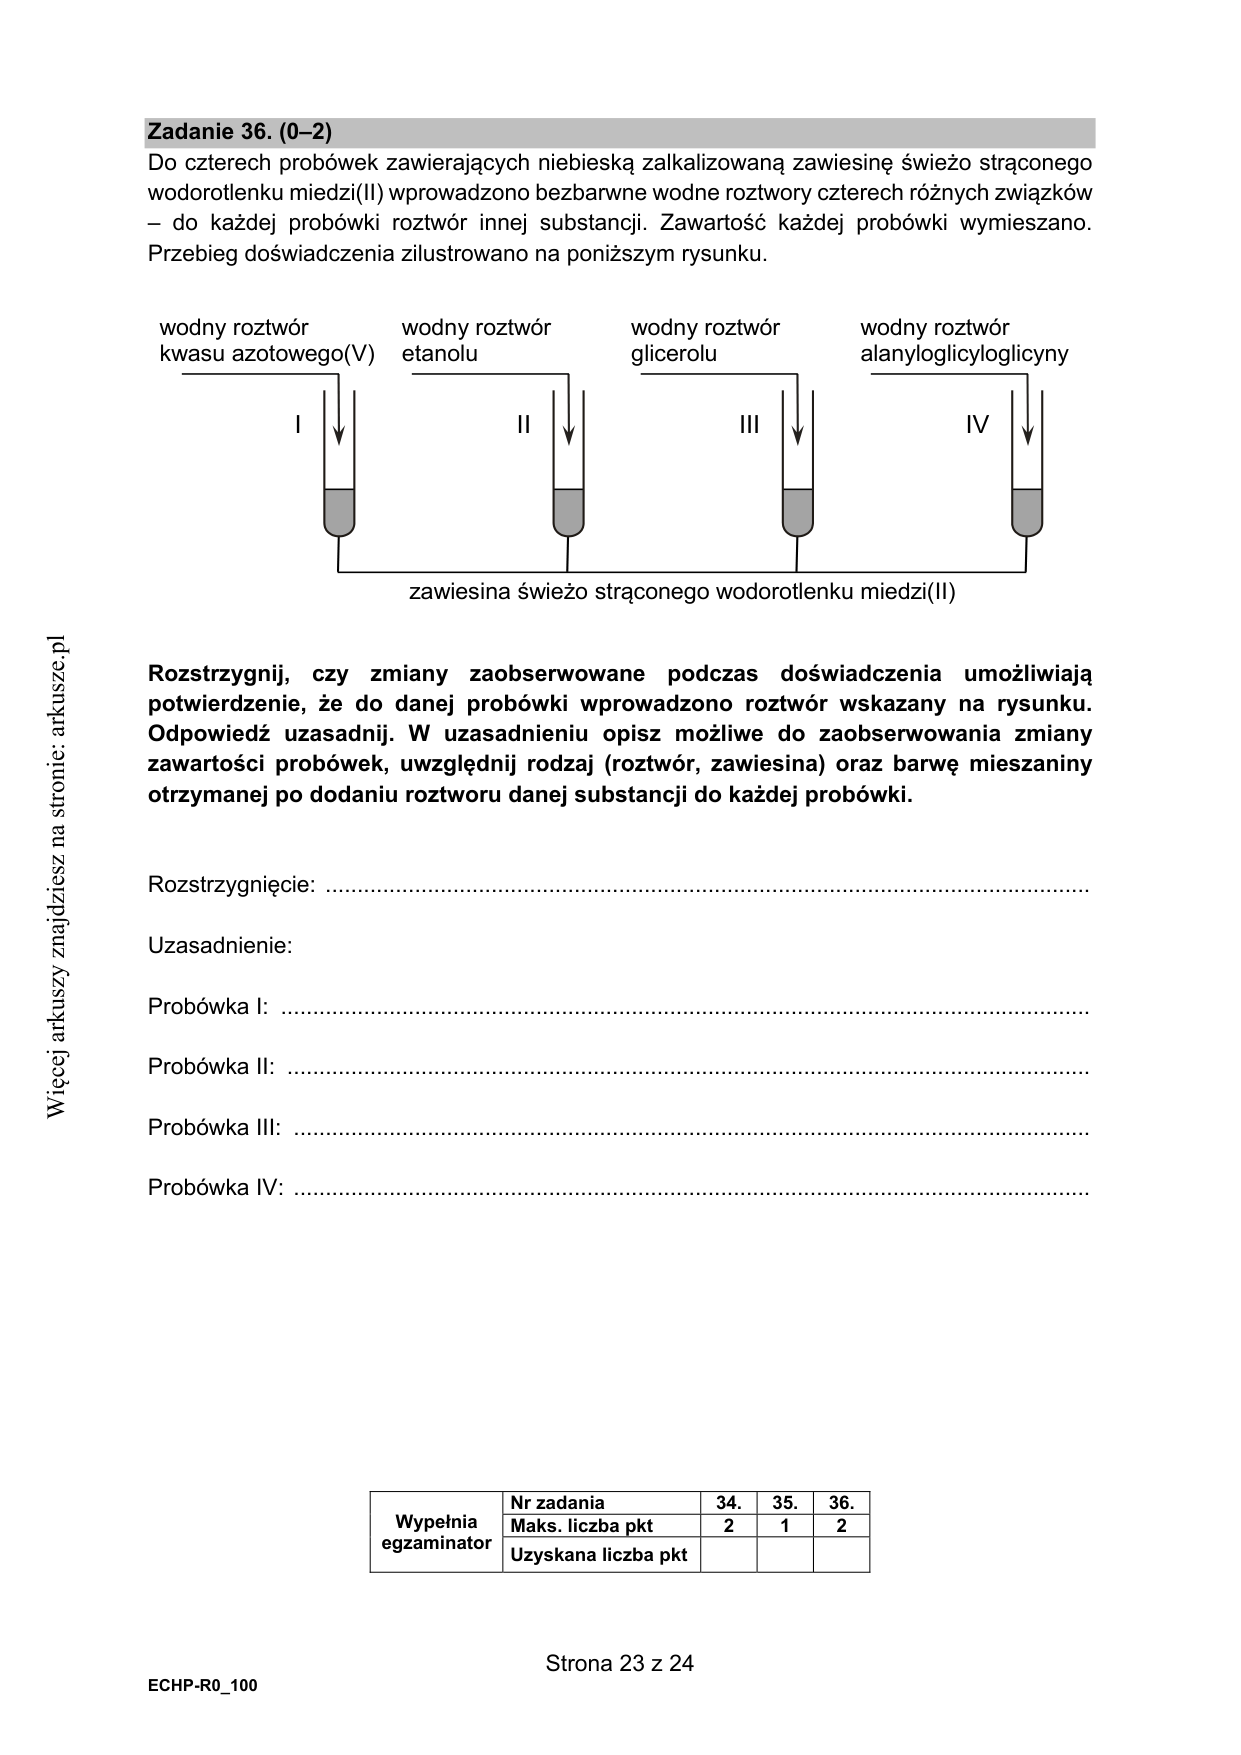 Zadanie 36. (0–2)
Do czterech probówek zawierających niebieską zalkalizowaną zawiesinę świeżo strąconego
wodorotlenku miedzi(II) wprowadzono bezbarwne wodne roztwory czterech różnych związków
– do każdej probówki roztwór innej substancji. Zawartość każdej probówki wymieszano.
Przebieg doświadczenia zilustrowano na poniższym rysunku.
wodny roztwór
kwasu azotowego(V)
wodny roztwór
etanolu
wodny roztwór
glicerolu
wodny roztwór
alanyloglicyloglicyny
I
II
III
IV
zawiesina świeżo strąconego wodorotlenku miedzi(II)
Rozstrzygnij, czy zmiany zaobserwowane podczas doświadczenia umożliwiają
potwierdzenie, że do danej probówki wprowadzono roztwór wskazany na rysunku.
Odpowiedź uzasadnij. W uzasadnieniu opisz możliwe do zaobserwowania zmiany
zawartości probówek, uwzględnij rodzaj (roztwór, zawiesina) oraz barwę mieszaniny
otrzymanej po dodaniu roztworu danej substancji do każdej probówki.
Rozstrzygnięcie: ....................................................................................
Uzasadnienie:
Probówka I: ....................................................................................
Probówka II: ....................................................................................
Probówka III: ....................................................................................
Probówka IV: ....................................................................................
Więcej arkuszy znajdziesz na stronie: arkusze.pl
Wypełnia
egzaminator
Nr zadania 34. 35. 36.
Maks. liczba pkt 2 1 2
Uzyskana liczba pkt
Strona 23 z 24
ECHP-R0_100